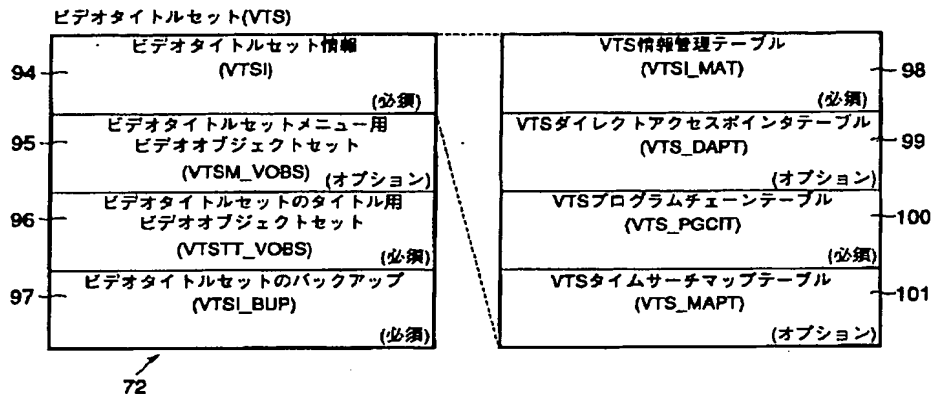 ビデオタイトルセット(VTS)
94
ビデオタイトルセット情報
(VTSI)
(必須)
95
ビデオタイトルセットメニュー用
ビデオオブジェクトセット
(VTSM_VOBS)
(オプション)
96
ビデオタイトルセットのタイトル用
ビデオオブジェクトセット
(VTSTT_VOBS)
(必須)
97
ビデオタイトルセットのバックアップ
(VTSI_BUP)
(必須)
72
VTS情報管理テーブル
(VTSI_MAT)
(必須)
98
VTSダイレクトアクセスポインタテーブル
(VTS_DAPT)
(オプション)
99
VTSプログラムチェーンテーブル
(VTS_PGCIT)
(必須)
100
VTSタイムサーチマップテーブル
(VTS_MAPT)
(オプション)
101